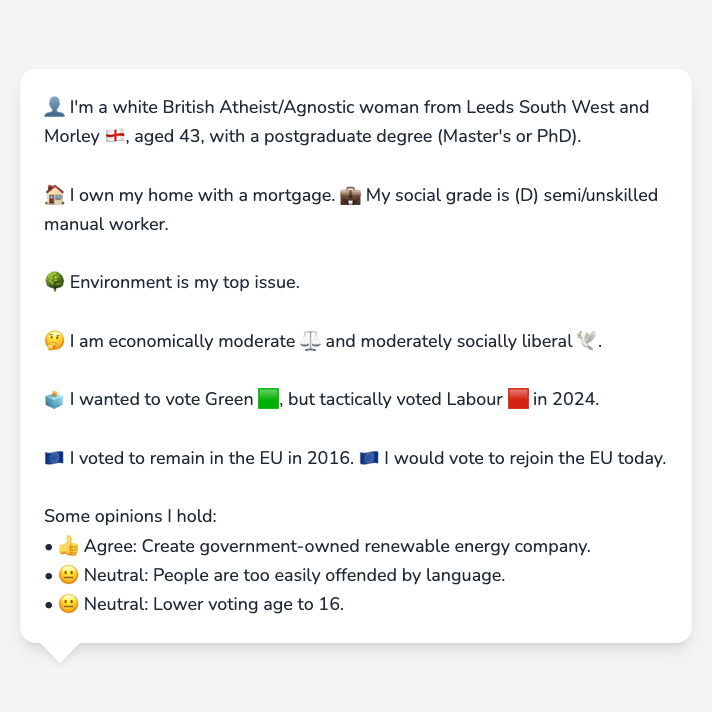 👤 I'm a white British Atheist/Agnostic woman from Leeds South West and
Morley 🏴󠁧󠁢󠁥󠁮󠁧󠁿, aged 43, with a postgraduate degree (Master's or PhD).
🏠 I own my home with a mortgage. 💼 My social grade is (D) semi/unskilled
manual worker.
🌳 Environment is my top issue.
🤔 I am economically moderate ⚖️ and moderately socially liberal 🕊️.
🗳️ I wanted to vote Green 🟩, but tactically voted Labour 🟥 in 2024.
🇪🇺 I voted to remain in the EU in 2016. 🇪🇺 I would vote to rejoin the EU today.
Some opinions I hold:
• 👍 Agree: Create government-owned renewable energy company.
• 😐 Neutral: People are too easily offended by language.
• 😐 Neutral: Lower voting age to 16.